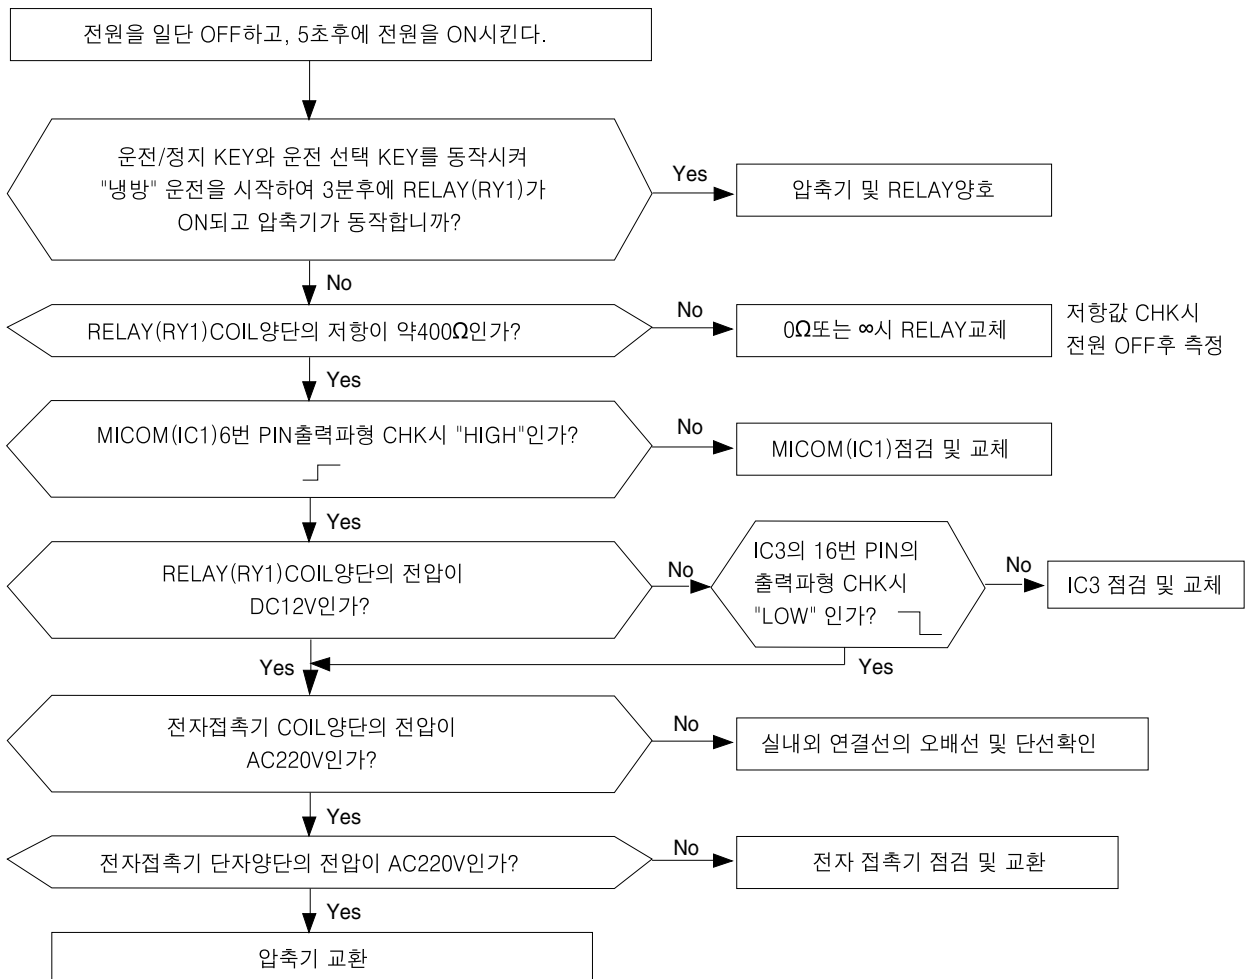 전원을 일단 OFF하고, 5초후에 전원을 ON시킨다.
운전/정지 KEY와 운전 선택 KEY를 동작시켜
"냉방" 운전을 시작하여 3분후에 RELAY(RY1)가
ON되고 압축기가 동작합니까?
Yes
압축기 및 RELAY양호
No
RELAY(RY1)COIL양단의 저항이 약400Ω인가?
No
0Ω또는 ∞시 RELAY교체
저항값 CHK시
전원 OFF후 측정
Yes
MICOM(IC1)6번 PIN출력파형 CHK시 "HIGH"인가?
No
MICOM(IC1)점검 및 교체
Yes
RELAY(RY1)COIL양단의 전압이
DC12V인가?
No
IC3의 16번 PIN의
출력파형 CHK시
"LOW" 인가?
No
IC3 점검 및 교체
Yes
Yes
전자접촉기 COIL양단의 전압이
AC220V인가?
No
실내외 연결선의 오배선 및 단선확인
Yes
전자접촉기 단자양단의 전압이 AC220V인가?
No
전자 접촉기 점검 및 교환
Yes
압축기 교환